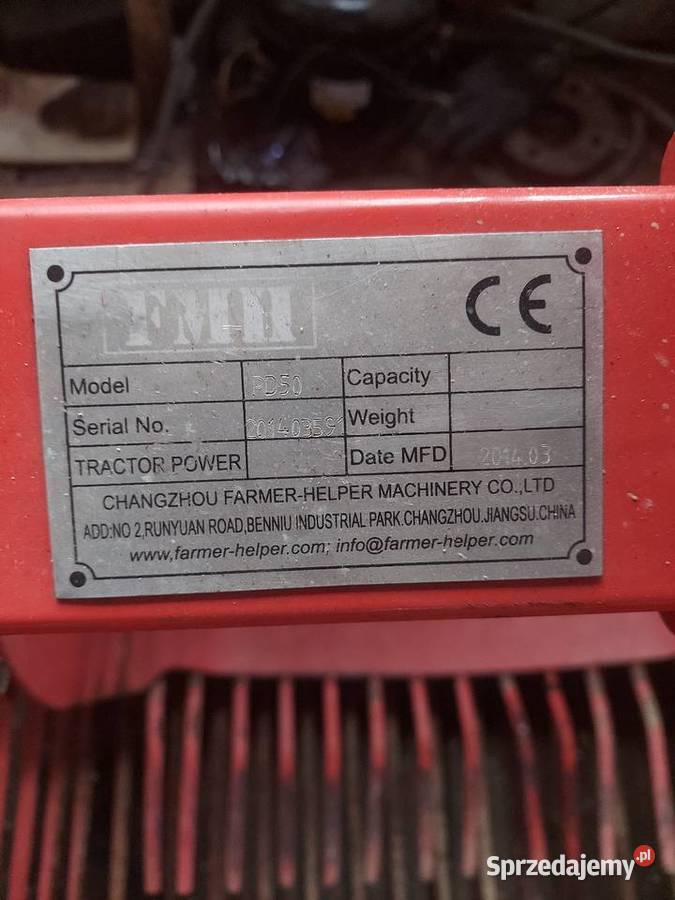 FMH
CE
Model PD50 Capacity
Serial No. 201403591 Weight
TRACTOR POWER Date MFD 2014.03
CHANGZHOU FARMER-HELPER MACHINERY CO.,LTD
ADD:NO 2,RUNYUAN ROAD,BENNIU INDUSTRIAL PARK.CHANGZHOU.JIANGSU.CHINA
www.farmer-helper.com; info@farmer-helper.com
Sprzedajemy.pl